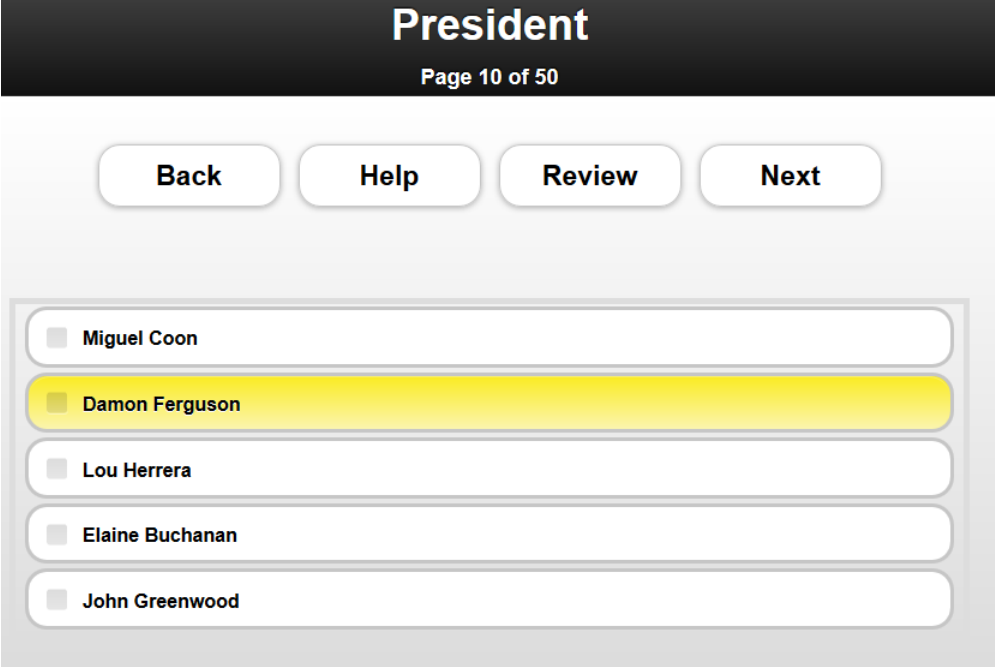 President
Page 10 of 50
Back Help Review Next
Miguel Coon
Damon Ferguson
Lou Herrera
Elaine Buchanan
John Greenwood